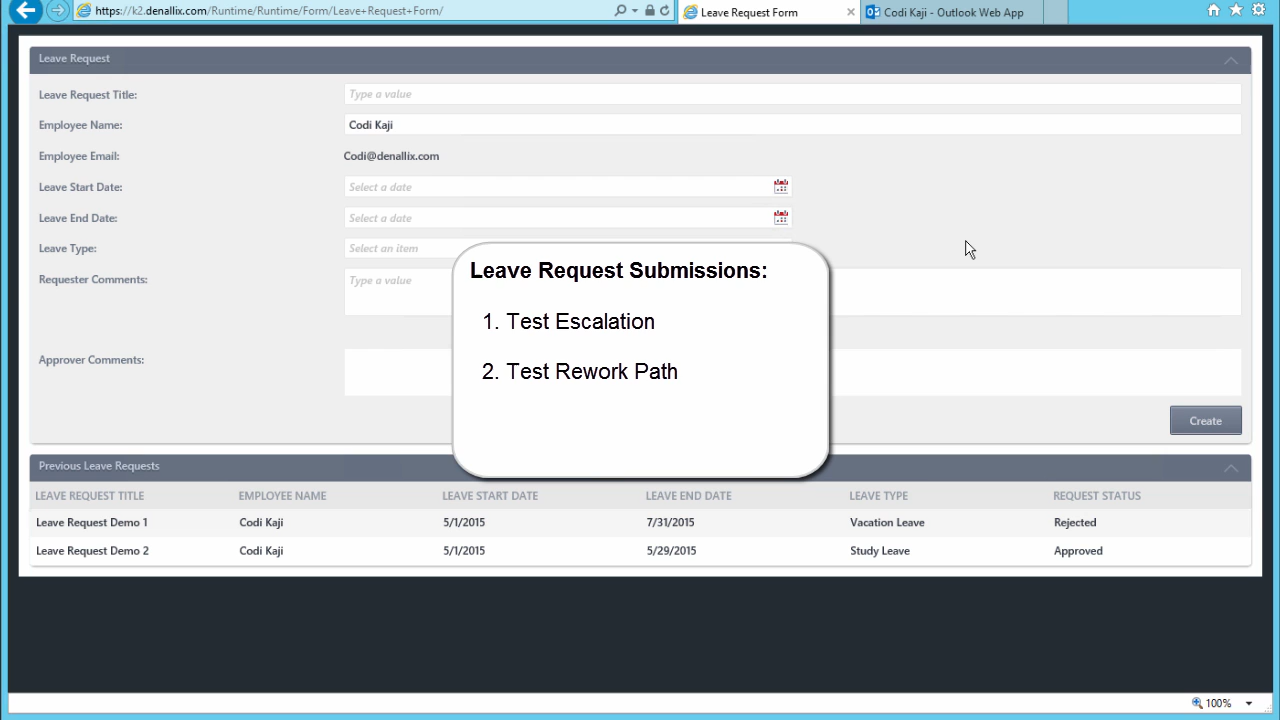 https://k2.denallix.com/Runtime/Runtime/Form/Leave+Request+Form/
Leave Request Form
Codi Kaji - Outlook Web App
Leave Request
Leave Request Title:
Type a value
Employee Name:
Codi Kaji
Employee Email:
Codi@denallix.com
Leave Start Date:
Select a date
Leave End Date:
Select a date
Leave Type:
Select an item
Requester Comments:
Type a value
Leave Request Submissions:
1. Test Escalation
2. Test Rework Path
Approver Comments:
Create
Previous Leave Requests
LEAVE REQUEST TITLE EMPLOYEE NAME LEAVE START DATE LEAVE END DATE LEAVE TYPE REQUEST STATUS
Leave Request Demo 1 Codi Kaji 5/1/2015 7/31/2015 Vacation Leave Rejected
Leave Request Demo 2 Codi Kaji 5/1/2015 5/29/2015 Study Leave Approved
100%